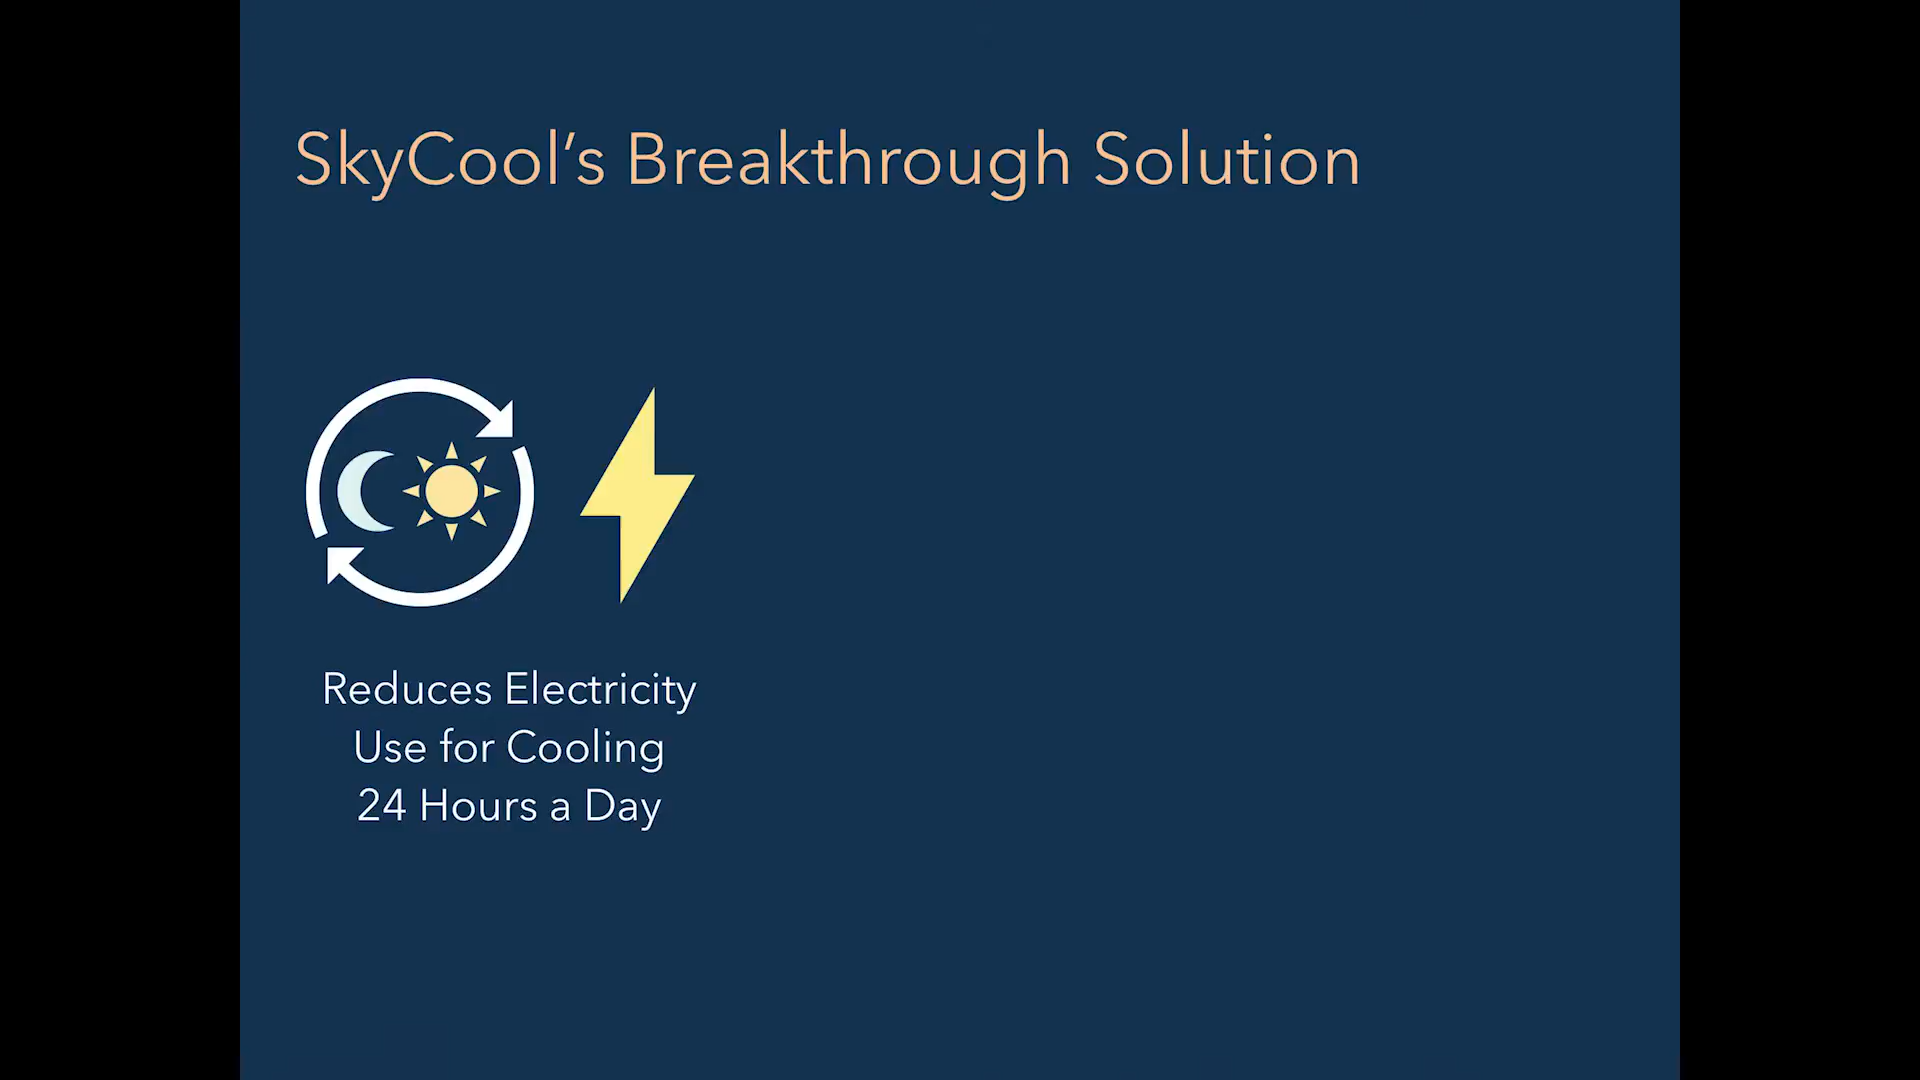 SkyCool’s Breakthrough Solution
Reduces Electricity
Use for Cooling
24 Hours a Day